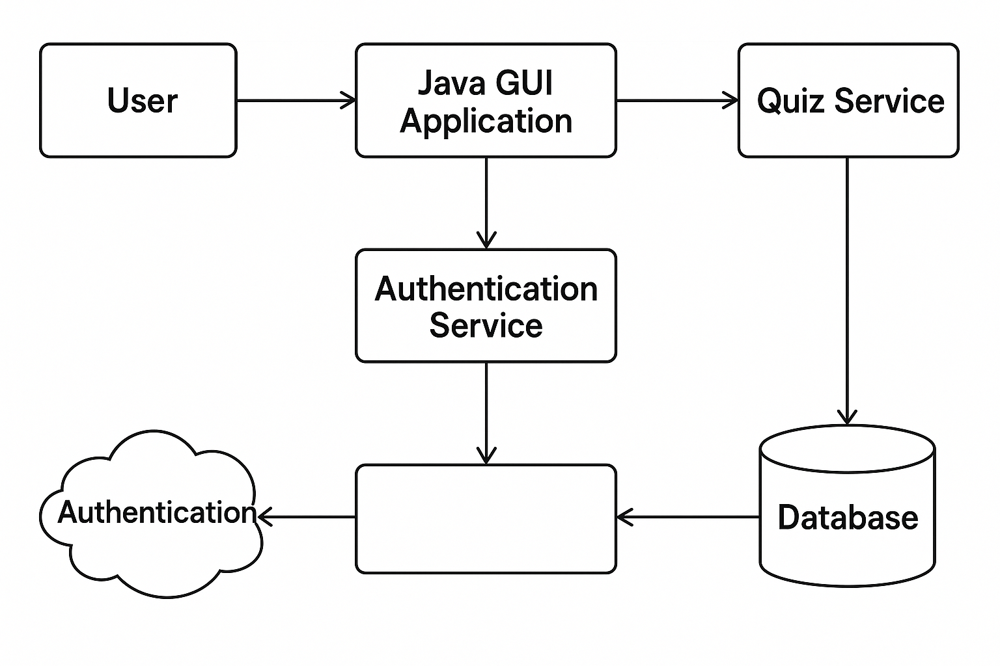 User
Java GUI
Application
Quiz Service
Authentication
Service
Authentication
Database